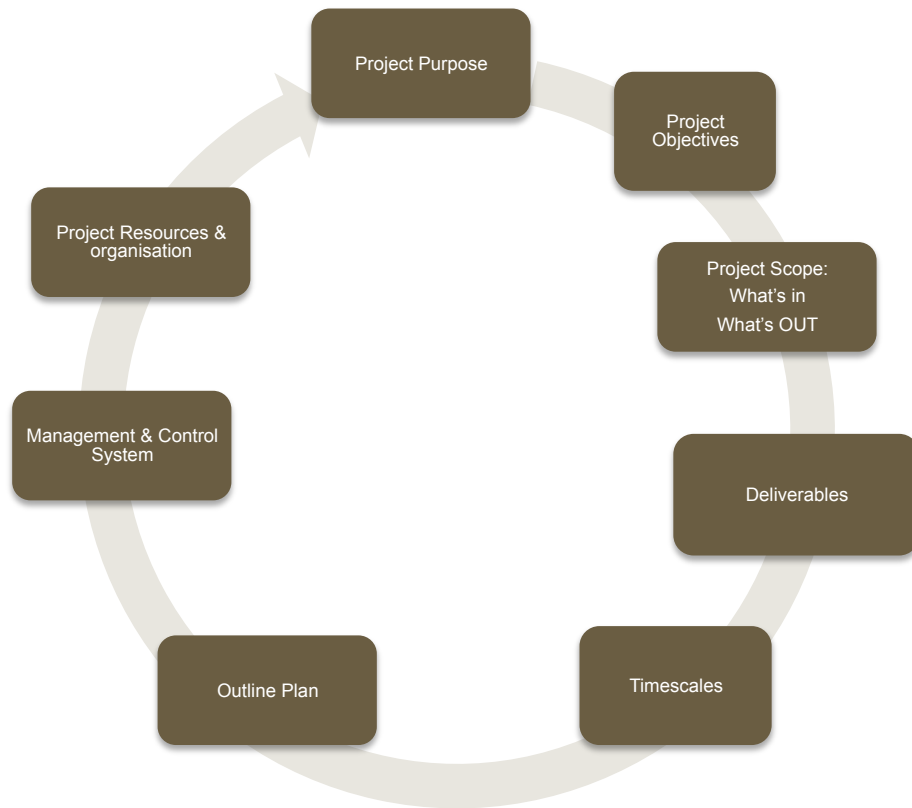 Project Purpose
Project
Objectives
Project Scope:
What's in
What's OUT
Deliverables
Timescales
Outline Plan
Management & Control
System
Project Resources &
organisation